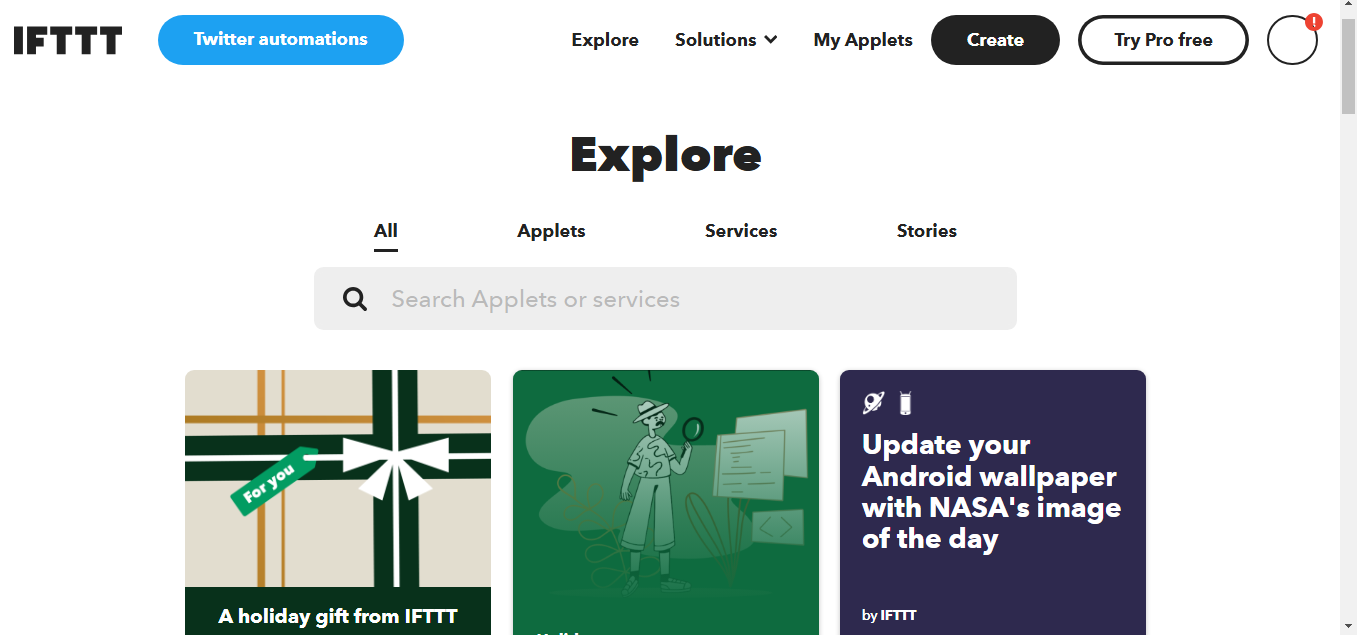 IFTTT
Twitter automations
Explore
Solutions
My Applets
Create
Try Pro free
!
Explore
All
Applets
Services
Stories
Search Applets or services
For you
A holiday gift from IFTTT
Update your
Android wallpaper
with NASA's image
of the day
by IFTTT